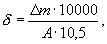 δ = Δm · 10000 / A · 10,5 ,